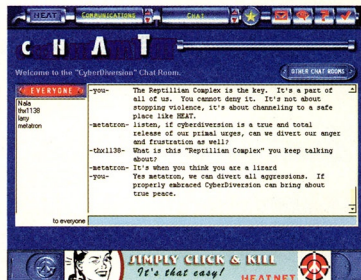 HEAT
COMMUNICATIONS
CHAT
CHAT
Welcome to the "CyberDiversion" Chat Room.
OTHER CHAT ROOMS
EVERYONE
Nala
thx1138
larry
metatron
-you- The Reptillian Complex is the key. It's a part of
all of us. You cannot deny it. It's not about
stopping violence, it's about channeling to a safe
place like HEAT.
-metatron- listen, if cyberdiversion is a true and total
release of our primal urges, can we divert our anger
and frustration as well?
-thx1138- What is this "Reptillian Complex" you keep talking
about?
-metatron- It's when you think you are a lizard
-you- Yes metatron, we can divert all aggressions. If
properly embraced CyberDiversion can bring about
true peace.
to everyone
SIMPLY CLICK & KILL
It's that easy!
HEAT.NET